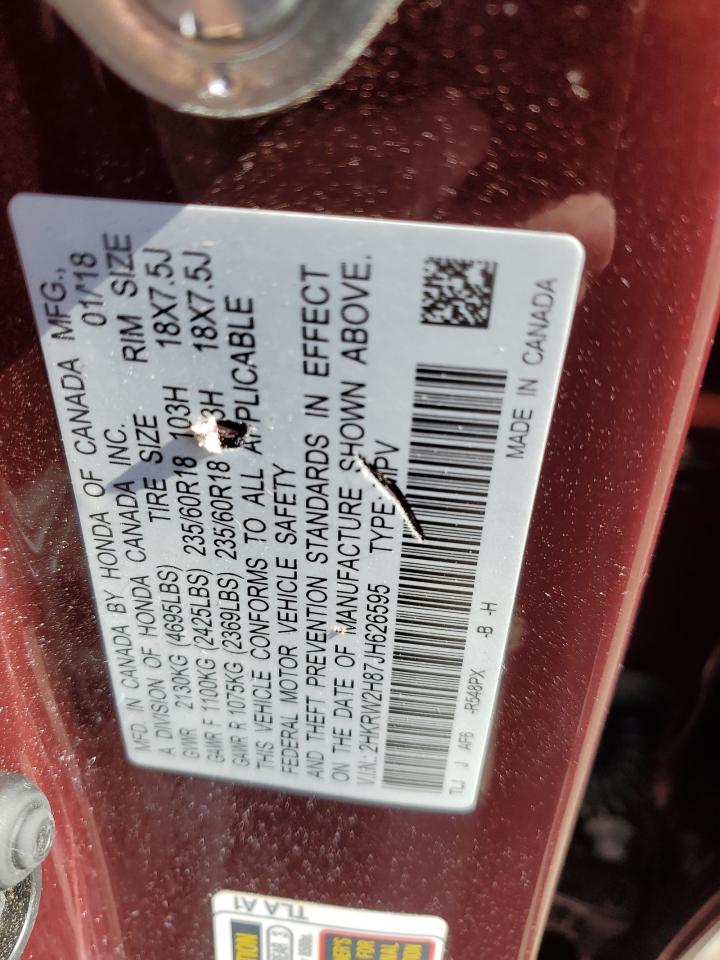 MFD. IN CANADA BY HONDA OF CANADA MFG.,
A DIVISION OF HONDA CANADA INC. 01/18
TIRE SIZE RIM SIZE
GVWR 2130KG (4695LBS)
GAWR F 1100KG (2425LBS) 235/60R18 103H 18X7.5J
GAWR R 1075KG (2369LBS) 235/60R18 18X7.5J
THIS VEHICLE CONFORMS TO ALL APPLICABLE
FEDERAL MOTOR VEHICLE SAFETY
AND THEFT PREVENTION STANDARDS IN EFFECT
ON THE DATE OF MANUFACTURE SHOWN ABOVE.
V.I.N.: 2HKRW2H87JH626595 TYPE: MPV
TLJ J AF6 -R548PX -B -H
MADE IN CANADA
TLA A1